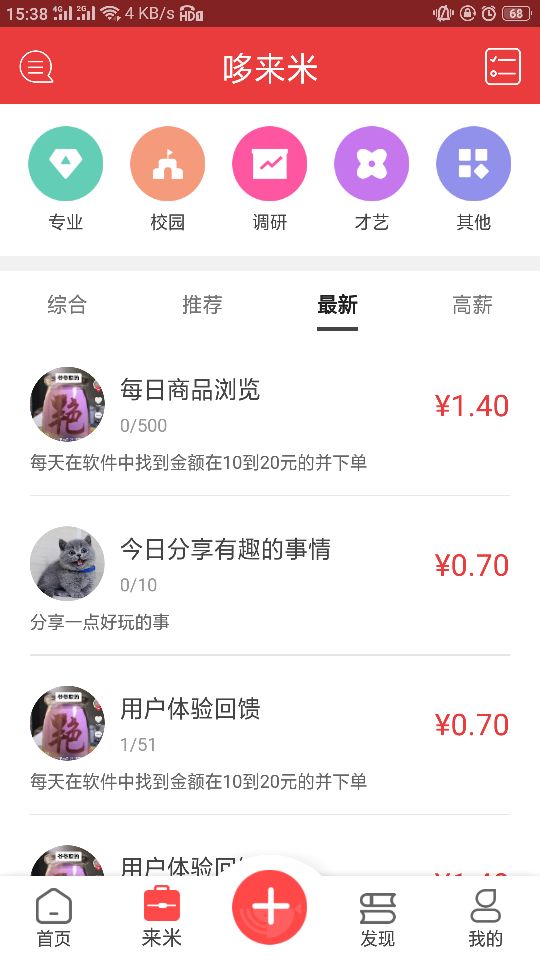 15:38 4G 2G 4 KB/s HD1 68
哆来米
专业 校园 调研 才艺 其他
综合 推荐 最新 高薪
每日商品浏览
¥1.40
0/500
每天在软件中找到金额在10到20元的并下单
今日分享有趣的事情
¥0.70
0/10
分享一点好玩的事
艳
用户体验回馈
¥0.70
1/51
每天在软件中找到金额在10到20元的并下单
用户体验回
首页 来米 发现 我的